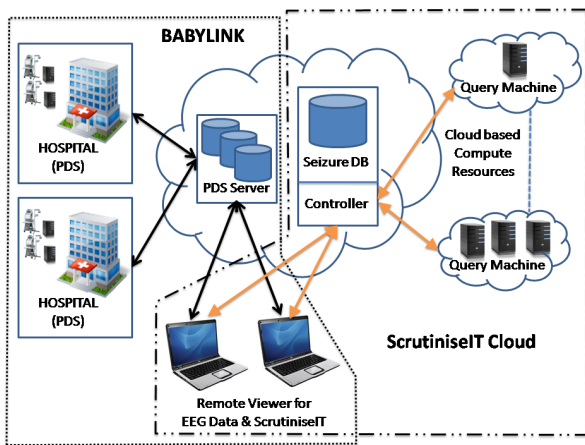 BABYLINK
HOSPITAL
(PDS)
HOSPITAL
(PDS)
PDS Server
Seizure DB
Controller
Query Machine
Cloud based
Compute
Resources
Query Machine
ScrutiniseIT Cloud
Remote Viewer for
EEG Data & ScrutiniseIT